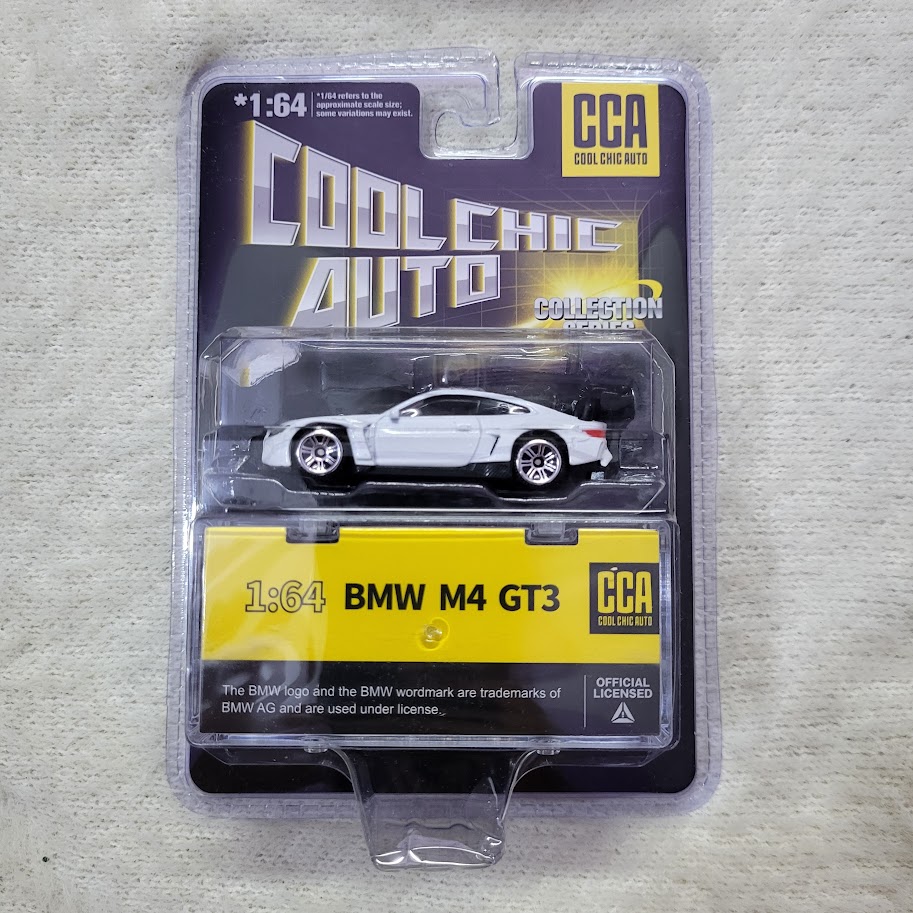 *1:64
*1/64 refers to the
approximate scale size;
some variations may exist.
CCA
COOL CHIC AUTO
COOL CHIC
AUTO
COLLECTION
SERIES
1:64 BMW M4 GT3
CCA
COOL CHIC AUTO
The BMW logo and the BMW wordmark are trademarks of
BMW AG and are used under license.
OFFICIAL
LICENSED